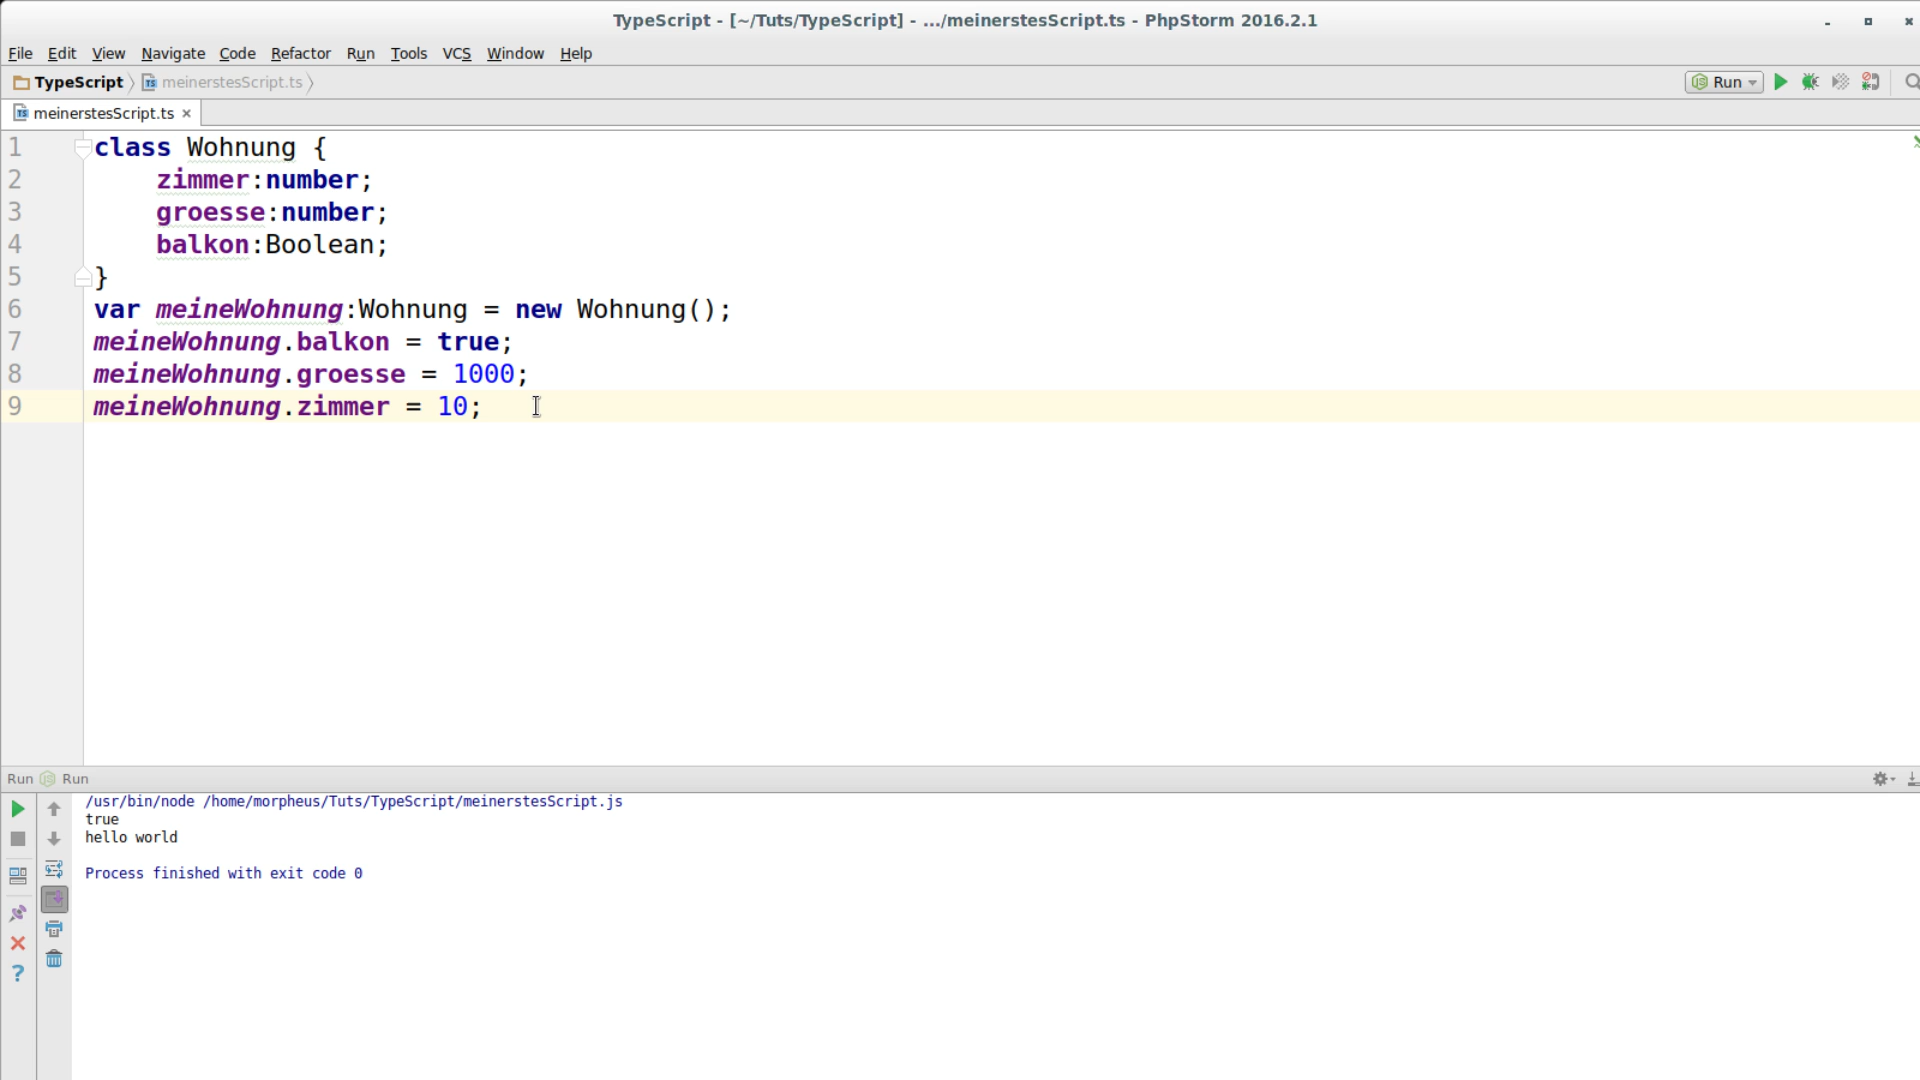 TypeScript - [~/Tuts/TypeScript] - .../meinerstesScript.ts - PhpStorm 2016.2.1
File Edit View Navigate Code Refactor Run Tools VCS Window Help
TypeScript meinerstesScript.ts Run
meinerstesScript.ts
1 class Wohnung {
2 zimmer:number;
3 groesse:number;
4 balkon:Boolean;
5 }
6 var meineWohnung:Wohnung = new Wohnung();
7 meineWohnung.balkon = true;
8 meineWohnung.groesse = 1000;
9 meineWohnung.zimmer = 10;
Run Run
/usr/bin/node /home/morpheus/Tuts/TypeScript/meinerstesScript.js
true
hello world
Process finished with exit code 0